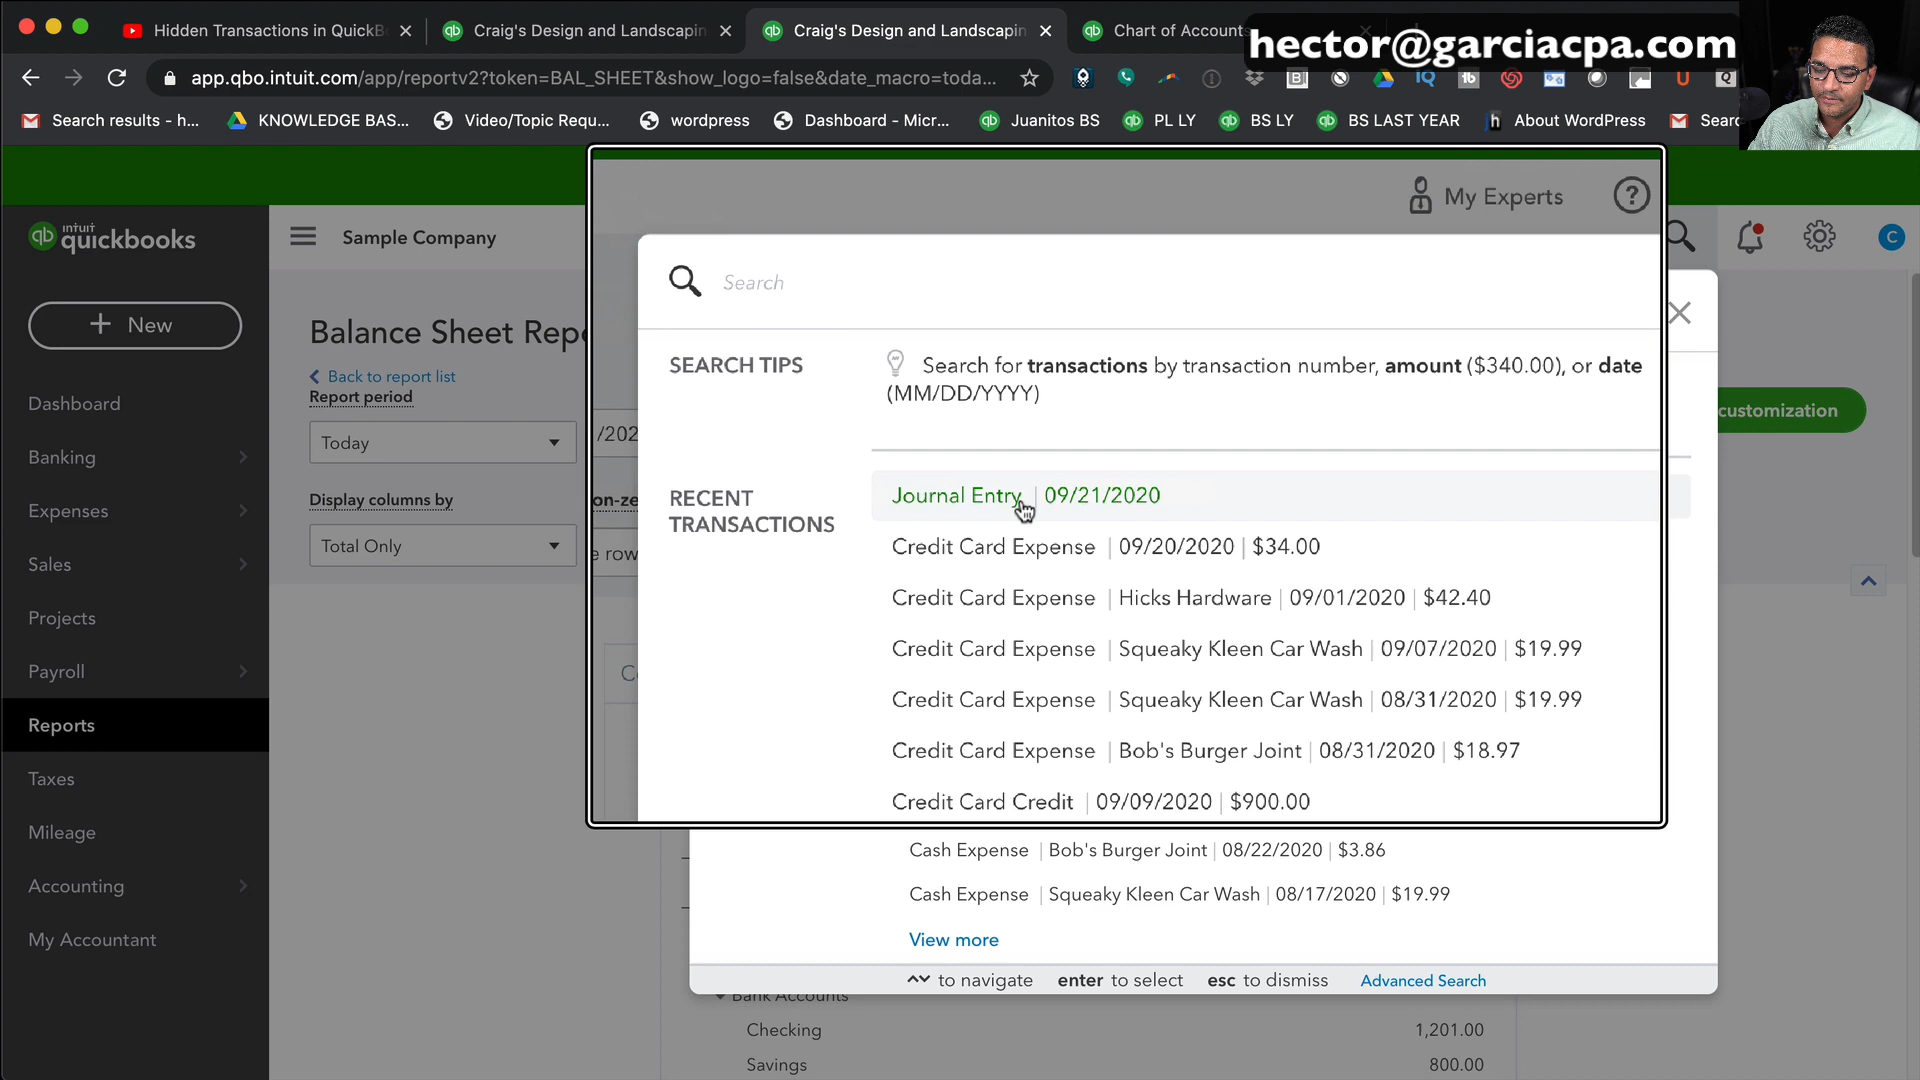 Hidden Transactions in QuickB
Craig's Design and Landscapin
Craig's Design and Landscapin
Chart of Accounts
hector@garciacpa.com
app.qbo.intuit.com/app/reportv2?token=BAL_SHEET&show_logo=false&date_macro=toda...
Search results - h...
KNOWLEDGE BAS...
Video/Topic Requ...
wordpress
Dashboard - Micr...
Juanitos BS
PL LY
BS LY
BS LAST YEAR
About WordPress
Searc
intuit
quickbooks
Sample Company
My Experts
C
New
Dashboard
Banking
Expenses
Sales
Projects
Payroll
Reports
Taxes
Mileage
Accounting
My Accountant
Balance Sheet Repo
Back to report list
Report period
Today
/202
Display columns by
on-ze
Total Only
e row
customization
Co
Search
SEARCH TIPS
Search for transactions by transaction number, amount ($340.00), or date
(MM/DD/YYYY)
RECENT
TRANSACTIONS
Journal Entry | 09/21/2020
Credit Card Expense | 09/20/2020 | $34.00
Credit Card Expense | Hicks Hardware | 09/01/2020 | $42.40
Credit Card Expense | Squeaky Kleen Car Wash | 09/07/2020 | $19.99
Credit Card Expense | Squeaky Kleen Car Wash | 08/31/2020 | $19.99
Credit Card Expense | Bob's Burger Joint | 08/31/2020 | $18.97
Credit Card Credit | 09/09/2020 | $900.00
Cash Expense | Bob's Burger Joint | 08/22/2020 | $3.86
Cash Expense | Squeaky Kleen Car Wash | 08/17/2020 | $19.99
View more
to navigate enter to select esc to dismiss Advanced Search
Bank Accounts
Checking 1,201.00
Savings 800.00